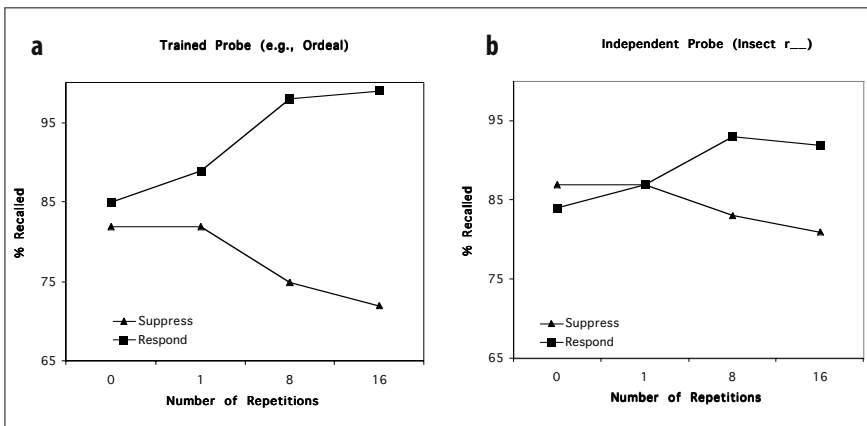 a
Trained Probe (e.g., Ordeal)
% Recalled
95
85
75
65
Suppress
Respond
0 1 8 16
Number of Repetitions
b
Independent Probe (Insect r__)
% Recalled
95
85
75
65
Suppress
Respond
0 1 8 16
Number of Repetitions